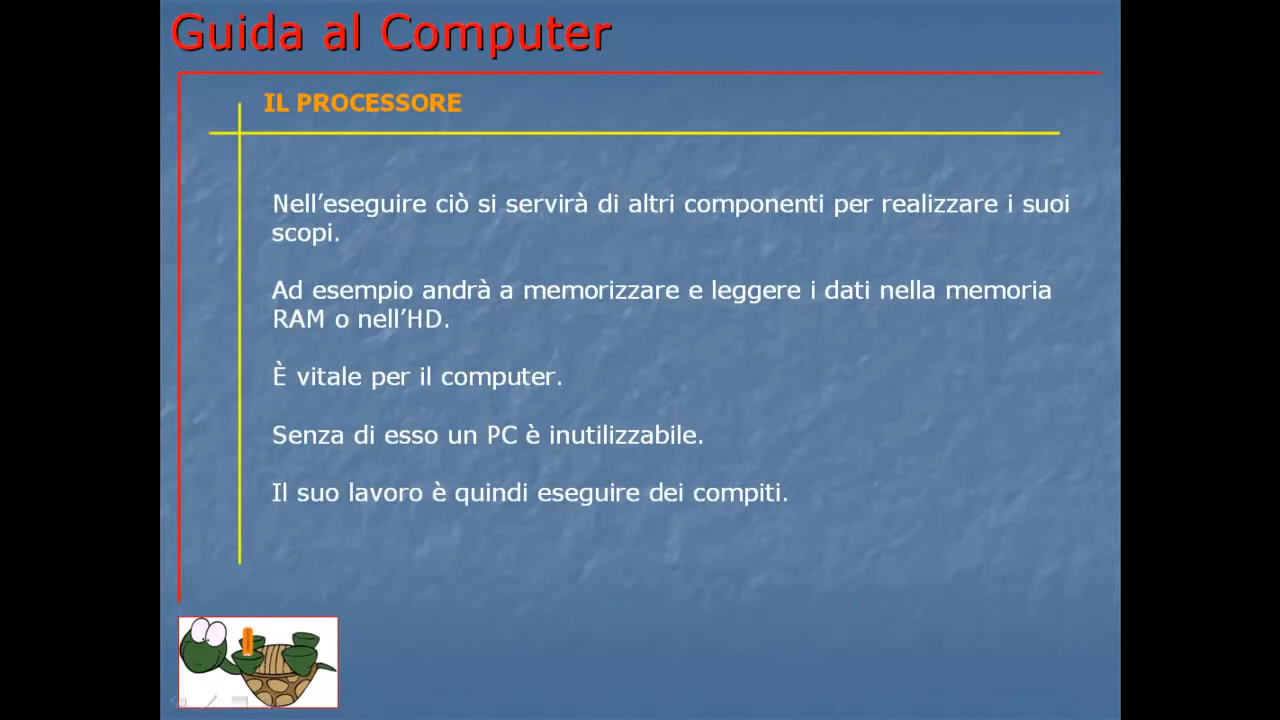 Guida al Computer
IL PROCESSORE
Nell’eseguire ciò si servirà di altri componenti per realizzare i suoi
scopi.
Ad esempio andrà a memorizzare e leggere i dati nella memoria
RAM o nell’HD.
È vitale per il computer.
Senza di esso un PC è inutilizzabile.
Il suo lavoro è quindi eseguire dei compiti.